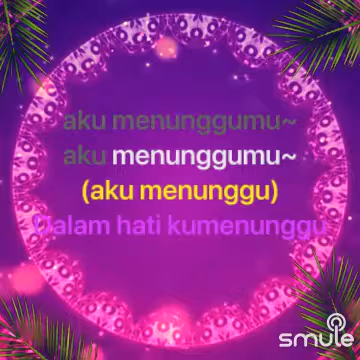 aku menunggumu~
aku menunggumu~
(aku menunggu)
Dalam hati kumenunggu
smule